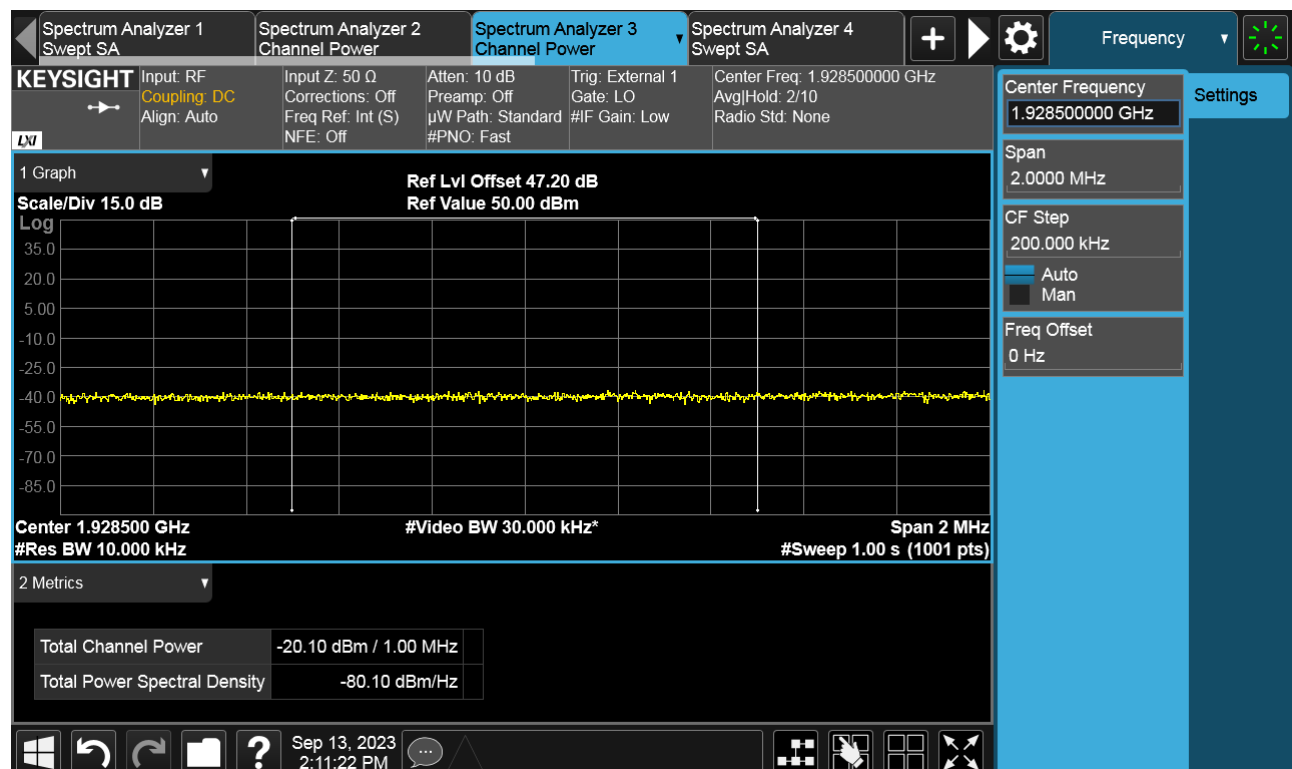 Spectrum Analyzer 1
Swept SA
Spectrum Analyzer 2
Channel Power
Spectrum Analyzer 3
Channel Power
Spectrum Analyzer 4
Swept SA
Frequency
KEYSIGHT
LXI
Input: RF
Coupling: DC
Align: Auto
Input Z: 50 Ω
Corrections: Off
Freq Ref: Int (S)
NFE: Off
Atten: 10 dB
Preamp: Off
µW Path: Standard
#PNO: Fast
Trig: External 1
Gate: LO
#IF Gain: Low
Center Freq: 1.928500000 GHz
Avg|Hold: 2/10
Radio Std: None
Center Frequency
1.928500000 GHz
Settings
Span
2.0000 MHz
CF Step
200.000 kHz
Auto
Man
Freq Offset
0 Hz
1 Graph
Scale/Div 15.0 dB
Ref Lvl Offset 47.20 dB
Ref Value 50.00 dBm
Log
35.0
20.0
5.00
-10.0
-25.0
-40.0
-55.0
-70.0
-85.0
Center 1.928500 GHz
#Video BW 30.000 kHz*
Span 2 MHz
#Res BW 10.000 kHz
#Sweep 1.00 s (1001 pts)
2 Metrics
Total Channel Power -20.10 dBm / 1.00 MHz
Total Power Spectral Density -80.10 dBm/Hz
?
Sep 13, 2023
2:11:22 PM